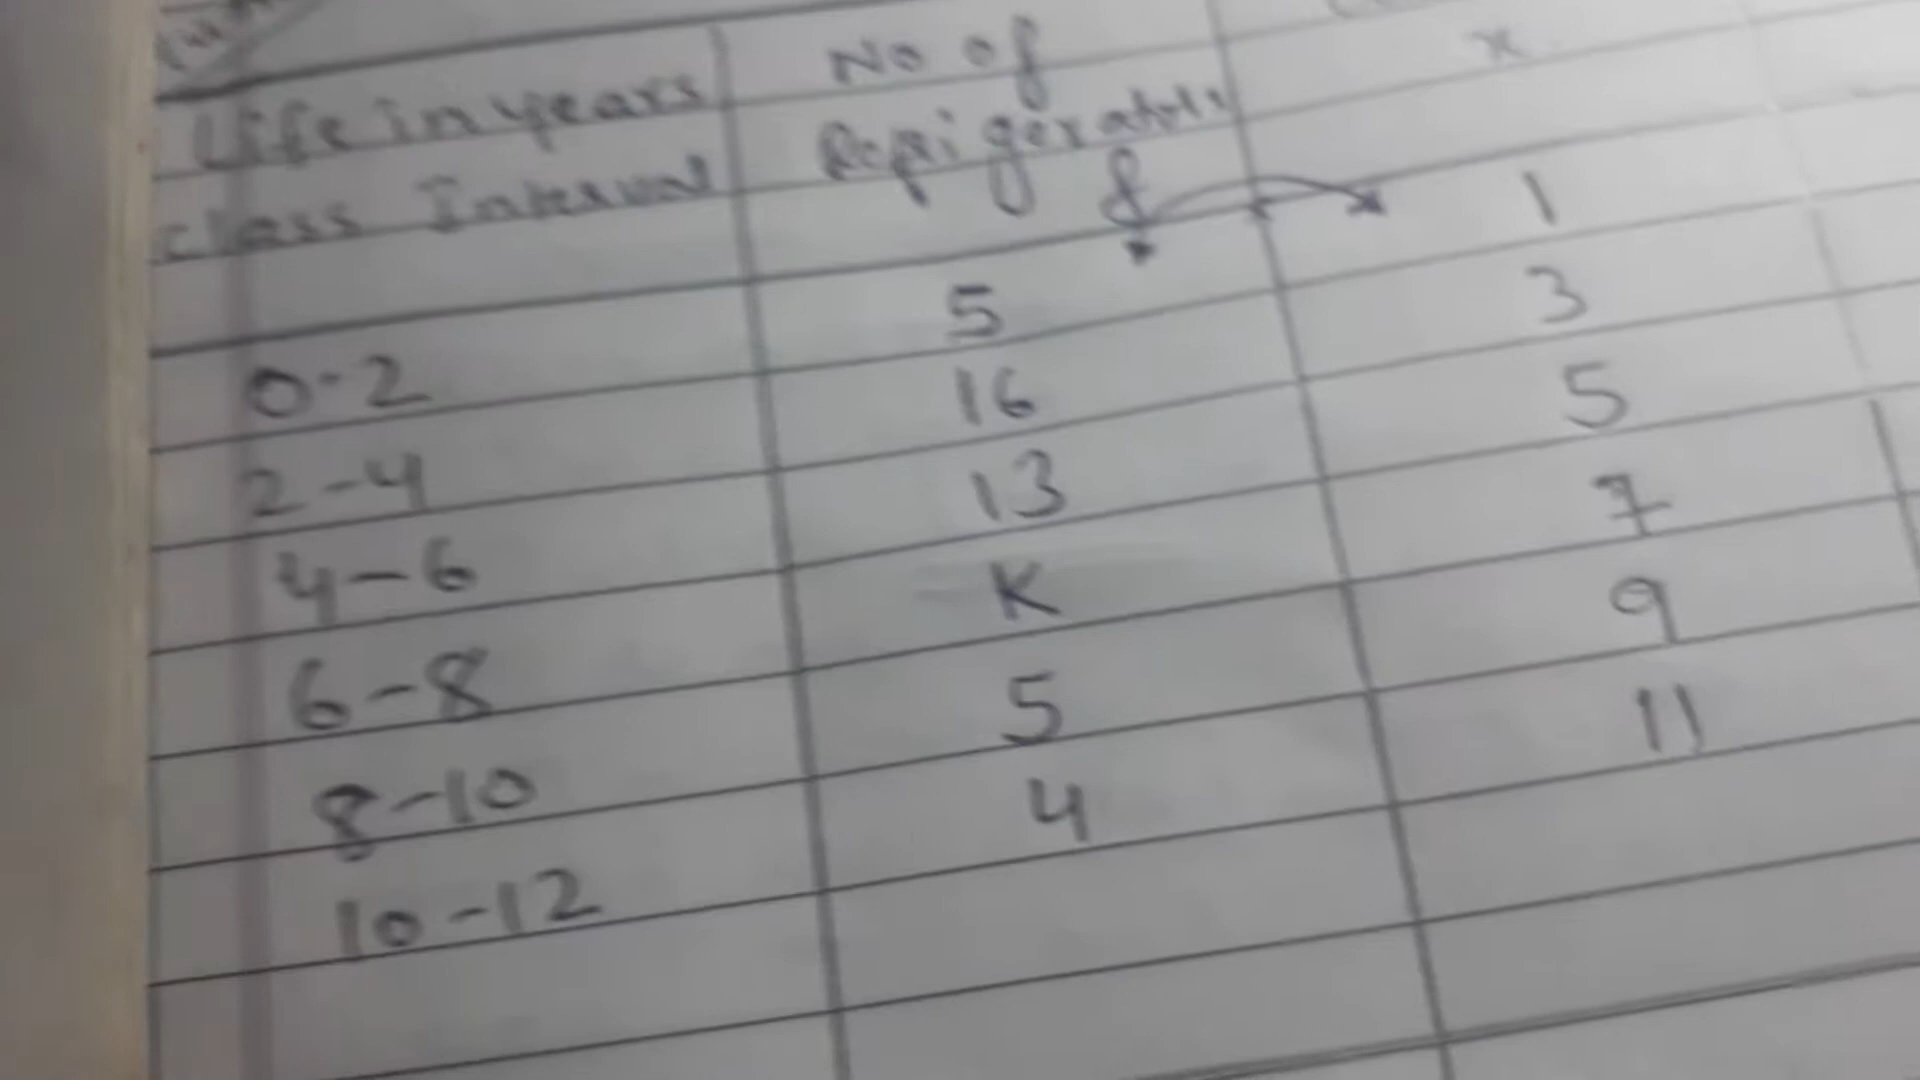 No of x
Life in years Refrigerators
class Interval f
5 1
0-2 16 3
2-4 13 5
4-6 K 7
6-8 5 9
8-10 4 11
10-12